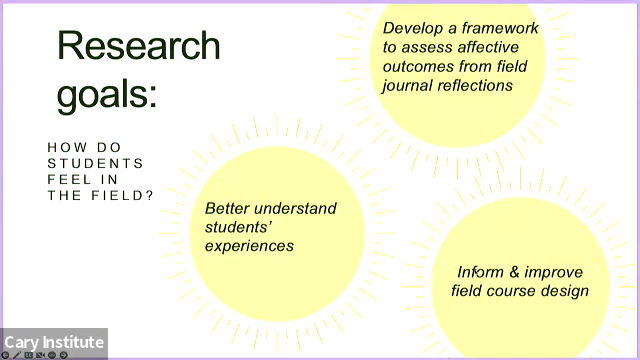 Research
goals:
HOW DO
STUDENTS
FEEL IN
THE FIELD?
Develop a framework
to assess affective
outcomes from field
journal reflections
Better understand
students’
experiences
Inform & improve
field course design
Cary Institute